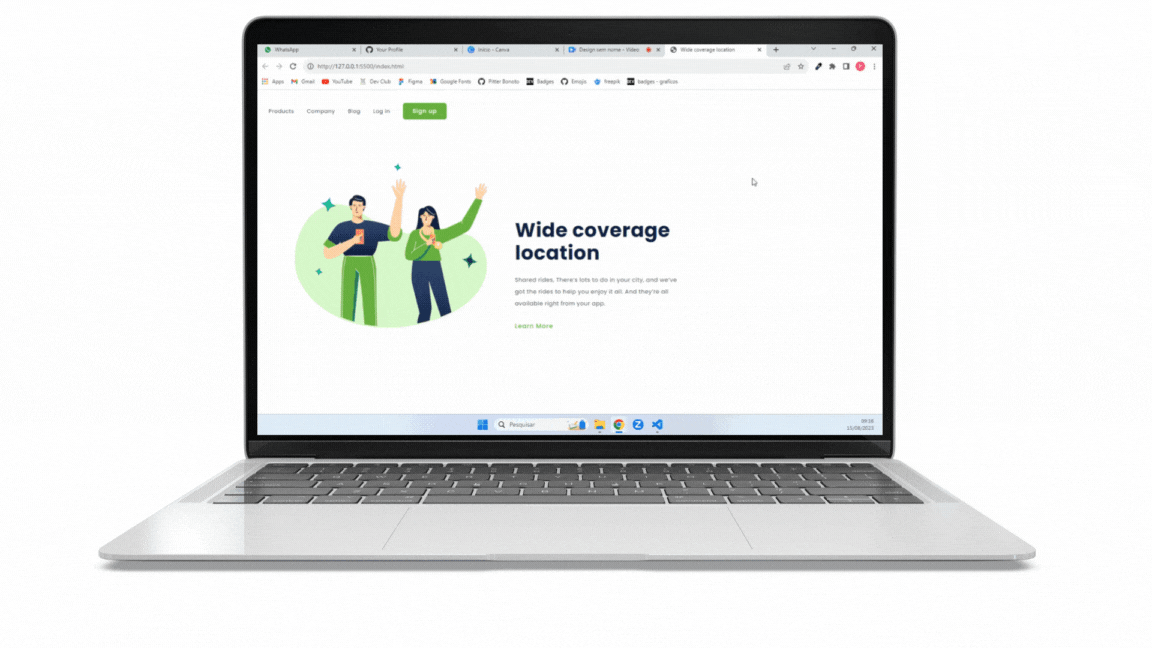 WhatsApp
Your Profile
Início - Canva
Design sem nome - Vídeo
Wide coverage location
http://127.0.0.1:5500/index.html
Apps Gmail YouTube Dev Club Figma Google Fonts Pitter Bonoto Badges Emojis freepik badges - graficos
Products Company Blog Log in Sign up
Wide coverage
location
Shared rides, There's lots to do in your city, and we've
got the rides to help you enjoy it all. And they're all
available right from your app.
Learn More
Pesquisar
09:26
15/06/2023